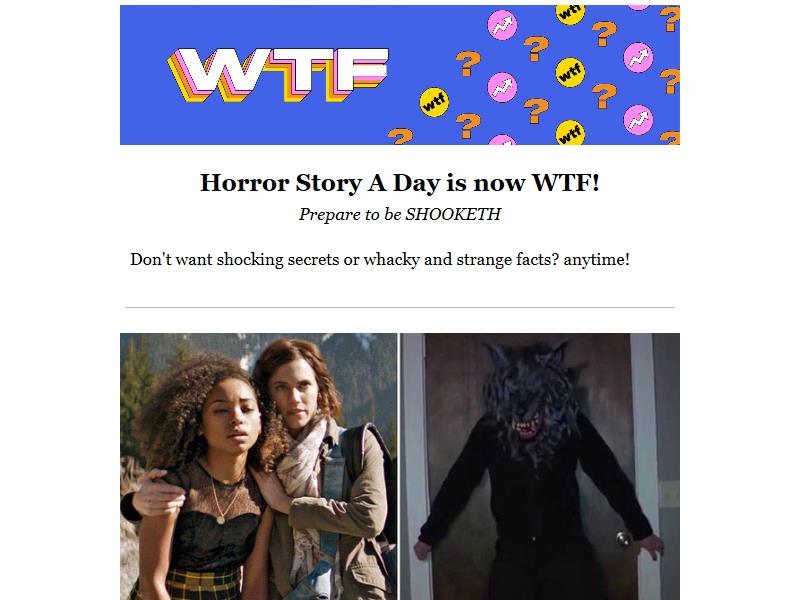 WTF
wtf
wtf
wtf
wtf
Horror Story A Day is now WTF!
Prepare to be SHOOKETH
Don't want shocking secrets or whacky and strange facts? anytime!